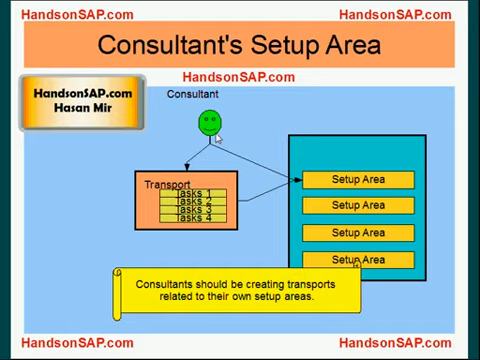 HandsonSAP.com
HandsonSAP.com
Consultant's Setup Area
HandsonSAP.com
HandsonSAP.com
Hasan Mir
Consultant
Transport
Tasks 1
Tasks 2
Tasks 3
Tasks 4
Setup Area
Setup Area
Setup Area
Setup Area
Consultants should be creating transports
related to their own setup areas.
HandsonSAP.com
HandsonSAP.com